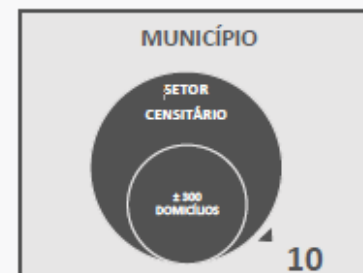 MUNICÍPIO
SETOR
CENSITÁRIO
± 300
DOMICÍLIOS
10